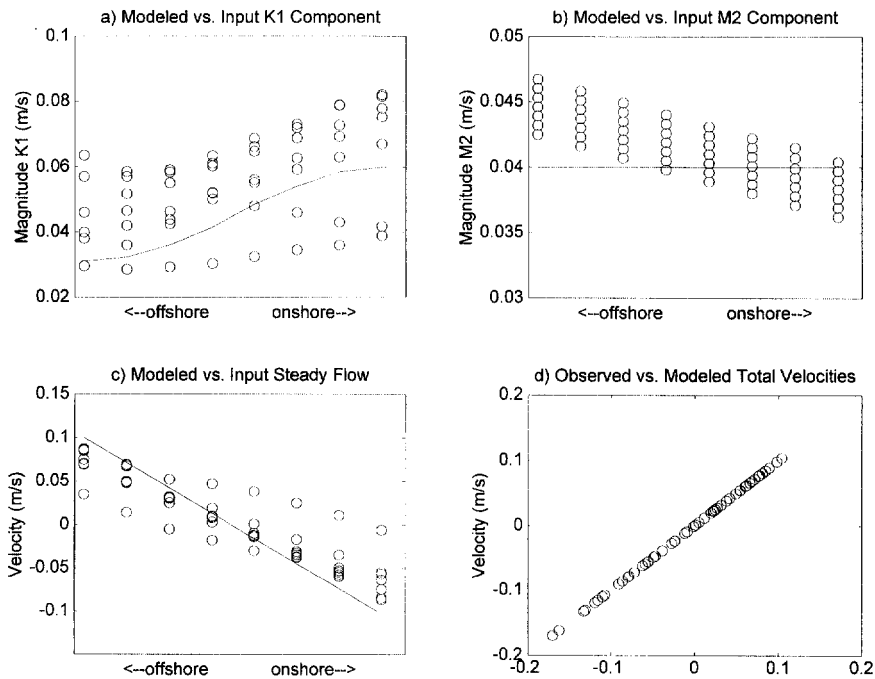 a) Modeled vs. Input K1 Component
0.1
0.08
0.06
0.04
0.02
Magnitude K1 (m/s)
<--offshore onshore-->
b) Modeled vs. Input M2 Component
0.045
0.04
0.035
0.03
Magnitude M2 (m/s)
<--offshore onshore-->
c) Modeled vs. Input Steady Flow
0.1
0.05
0
-0.05
-0.1
Velocity (m/s)
<--offshore onshore-->
d) Observed vs. Modeled Total Velocities
0.2
0.1
0
-0.1
-0.2
Velocity (m/s)
-0.2 -0.1 0 0.1 0.2